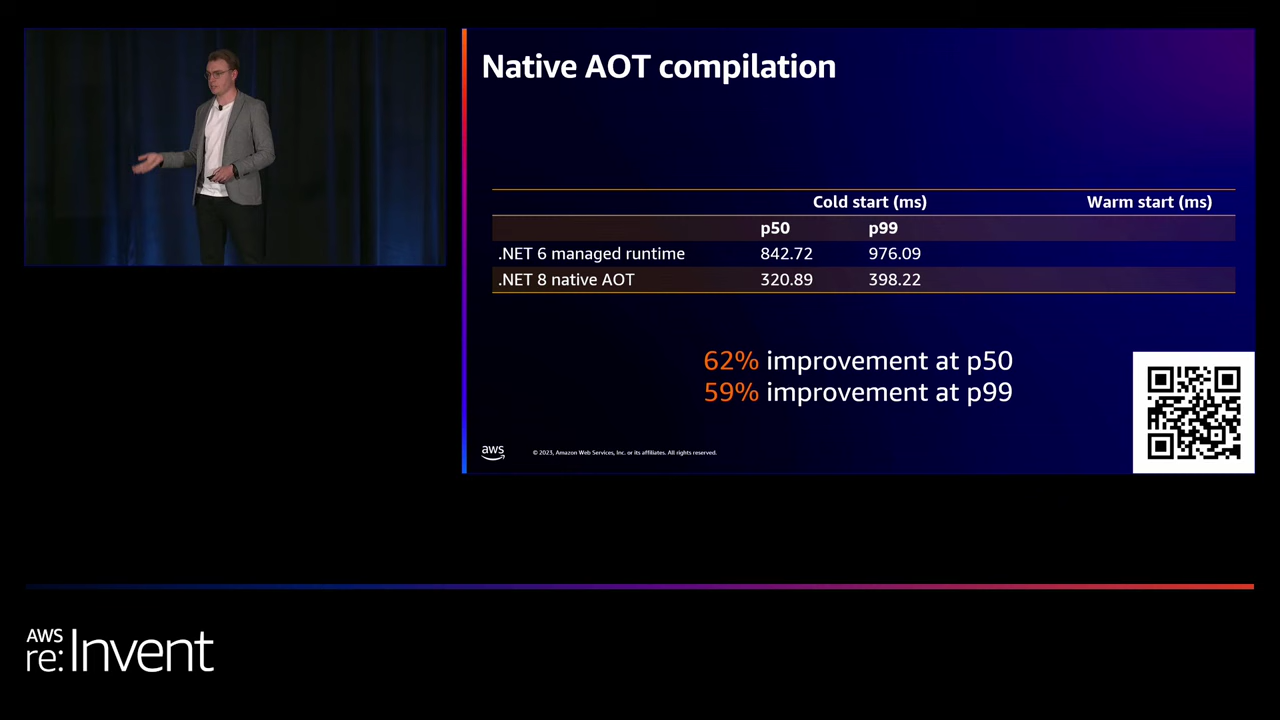 Native AOT compilation
Cold start (ms) Warm start (ms)
p50 p99
.NET 6 managed runtime 842.72 976.09
.NET 8 native AOT 320.89 398.22
62% improvement at p50
59% improvement at p99
aws © 2023, Amazon Web Services, Inc. or its affiliates. All rights reserved.
AWS
re:Invent